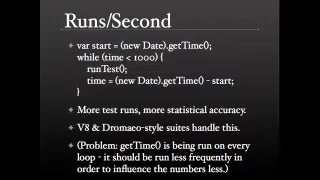 Runs/Second
var start = (new Date).getTime();
while (time < 1000) {
runTest();
time = (new Date).getTime() - start;
}
More test runs, more statistical accuracy.
V8 & Dromaeo-style suites handle this.
(Problem: getTime() is being run on every
loop - it should be run less frequently in
order to influence the numbers less.)